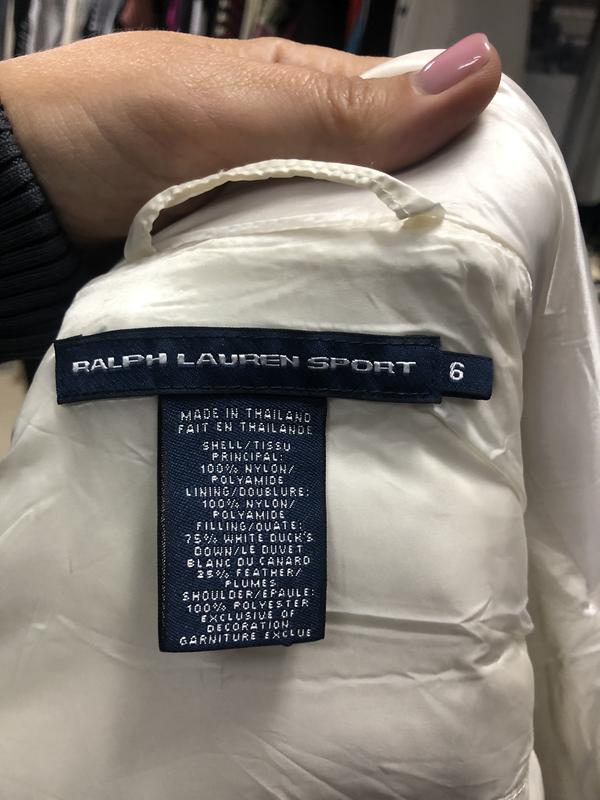 RALPH LAUREN SPORT
6
MADE IN THAILAND
FAIT EN THAILANDE
SHELL/TISSU
PRINCIPAL:
100% NYLON/
POLYAMIDE
LINING/DOUBLURE:
100% NYLON/
POLYAMIDE
FILLING/OUATE:
75% WHITE DUCK'S
DOWN/LE DUVET
BLANC DU CANARD
25% FEATHER/
PLUMES
SHOULDER/EPAULE:
100% POLYESTER
EXCLUSIVE OF
DECORATION
GARNITURE EXCLUE